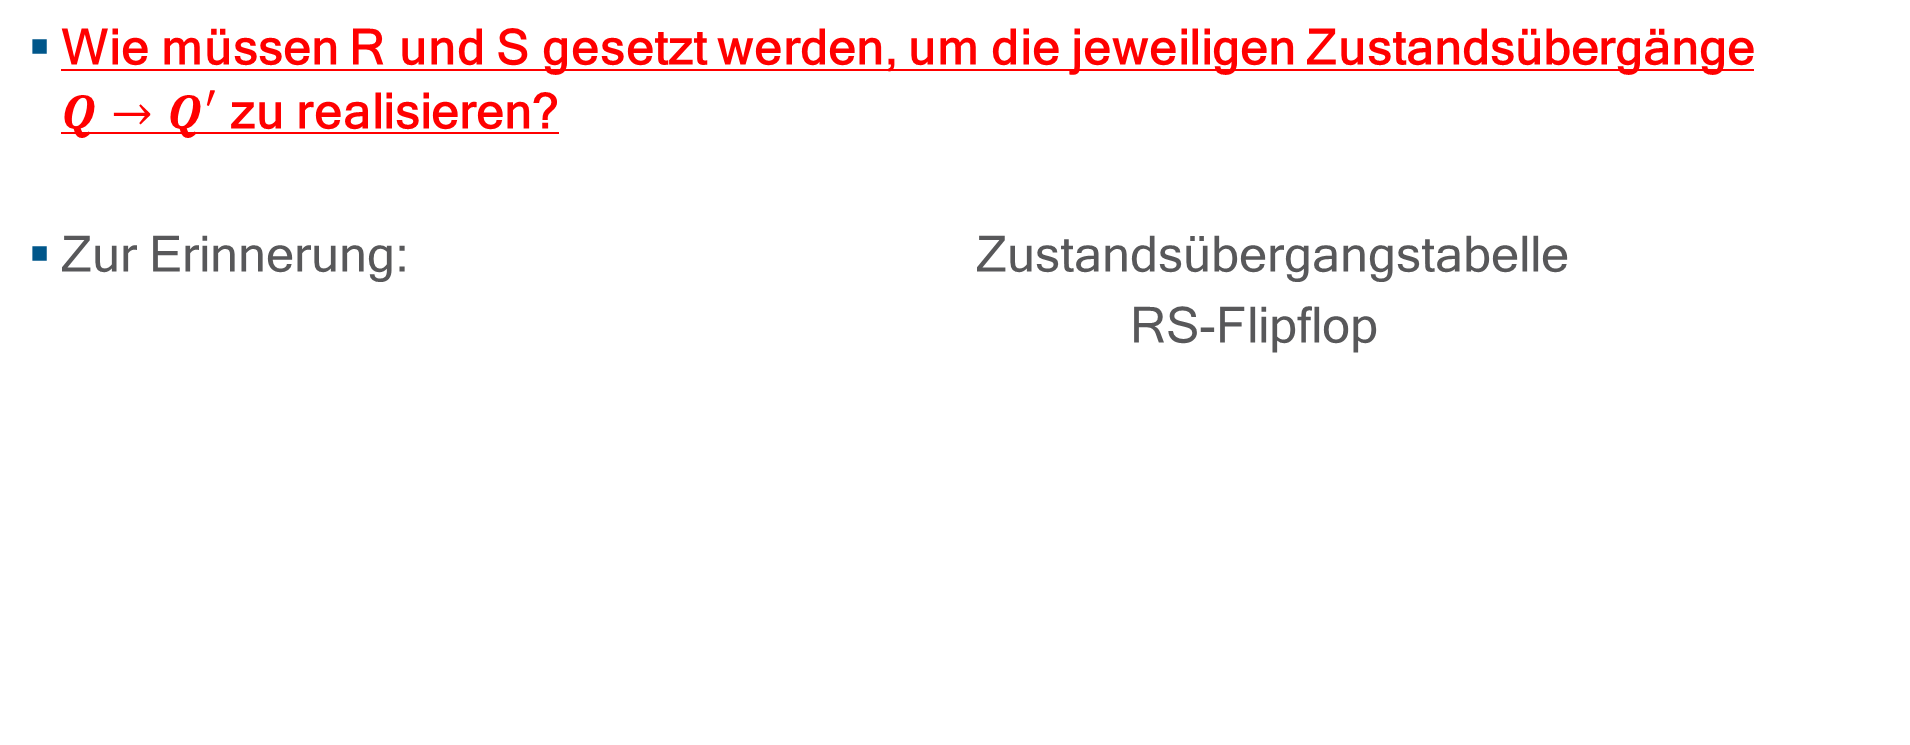 Wie müssen R und S gesetzt werden, um die jeweiligen Zustandsübergänge
Q → Q′ zu realisieren?
Zur Erinnerung: Zustandsübergangstabelle
RS-Flipflop